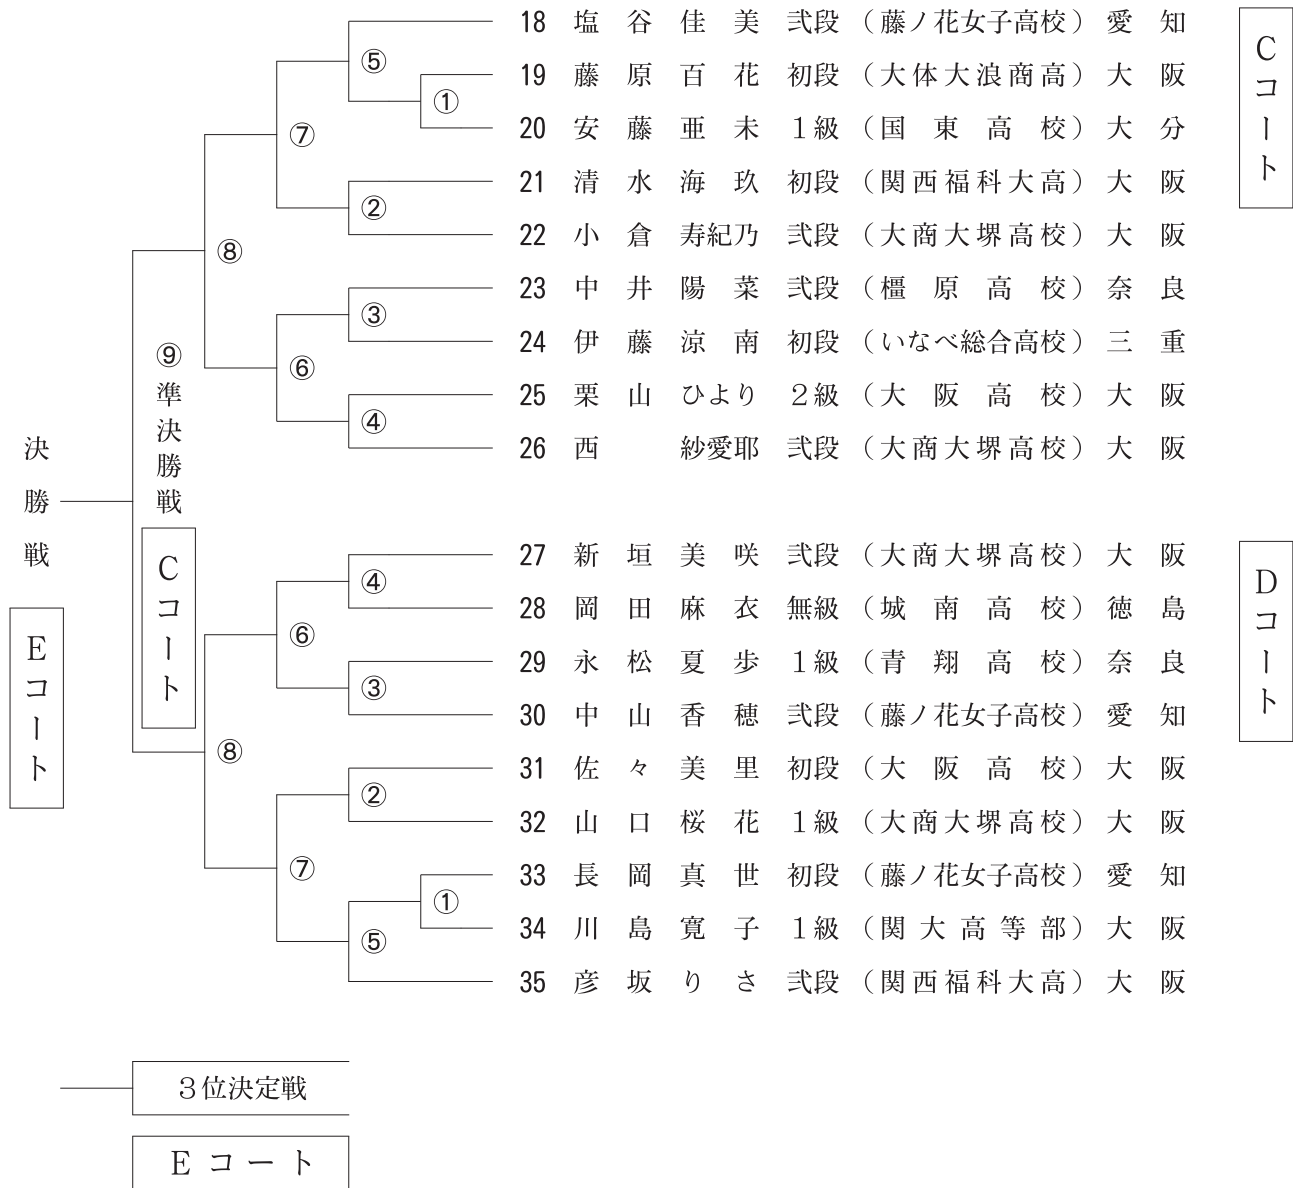 18 塩谷佳美 弐段 （藤ノ花女子高校） 愛知
⑤
19 藤原百花 初段 （大体大浪商高） 大阪
①
⑦
20 安藤亜未 1級 （国東高校） 大分
21 清水海玖 初段 （関西福科大高） 大阪
②
22 小倉寿紀乃 弐段 （大商大堺高校） 大阪
⑧
23 中井陽菜 弐段 （橿原高校） 奈良
③
24 伊藤涼南 初段 （いなべ総合高校） 三重
⑥
25 栗山ひより 2級 （大阪高校） 大阪
④
26 西紗愛耶 弐段 （大商大堺高校） 大阪
Cコート
⑨準決勝戦
Cコート
決勝戦
Eコート
27 新垣美咲 弐段 （大商大堺高校） 大阪
④
28 岡田麻衣 無級 （城南高校） 徳島
⑥
29 永松夏歩 1級 （青翔高校） 奈良
③
30 中山香穂 弐段 （藤ノ花女子高校） 愛知
⑧
31 佐々美里 初段 （大阪高校） 大阪
②
32 山口桜花 1級 （大商大堺高校） 大阪
⑦
33 長岡真世 初段 （藤ノ花女子高校） 愛知
①
34 川島寛子 1級 （関大高等部） 大阪
⑤
35 彦坂りさ 弐段 （関西福科大高） 大阪
Dコート
3位決定戦
Eコート